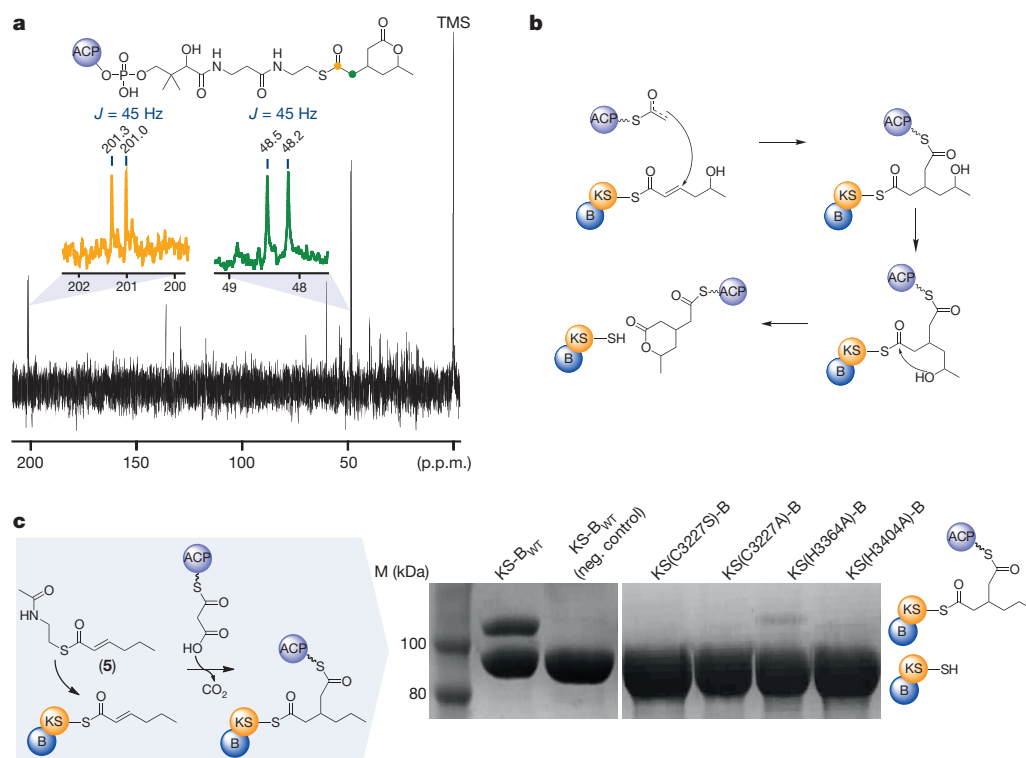 a
TMS
ACP
O
O
P
O
OH
OH
O
N
H
O
N
H
S
O
O
O
J = 45 Hz
J = 45 Hz
201.3
201.0
48.5
48.2
202
201
200
49
48
200
150
100
50
(p.p.m.)
b
ACP
S
O
KS
B
S
O
OH
ACP
S
O
O
OH
KS
S
B
ACP
S
O
O
KS
S
B
HO
O
S
ACP
O
O
KS
SH
B
c
O
HN
S
O
(5)
KS
S
O
B
ACP
S
O
O
HO
CO2
ACP
S
O
O
KS
S
B
M (kDa)
100
80
KS-BWT
KS-BWT
(neg. control)
KS(C3227S)-B
KS(C3227A)-B
KS(H3364A)-B
KS(H3404A)-B
ACP
S
O
O
KS
S
B
KS
SH
B